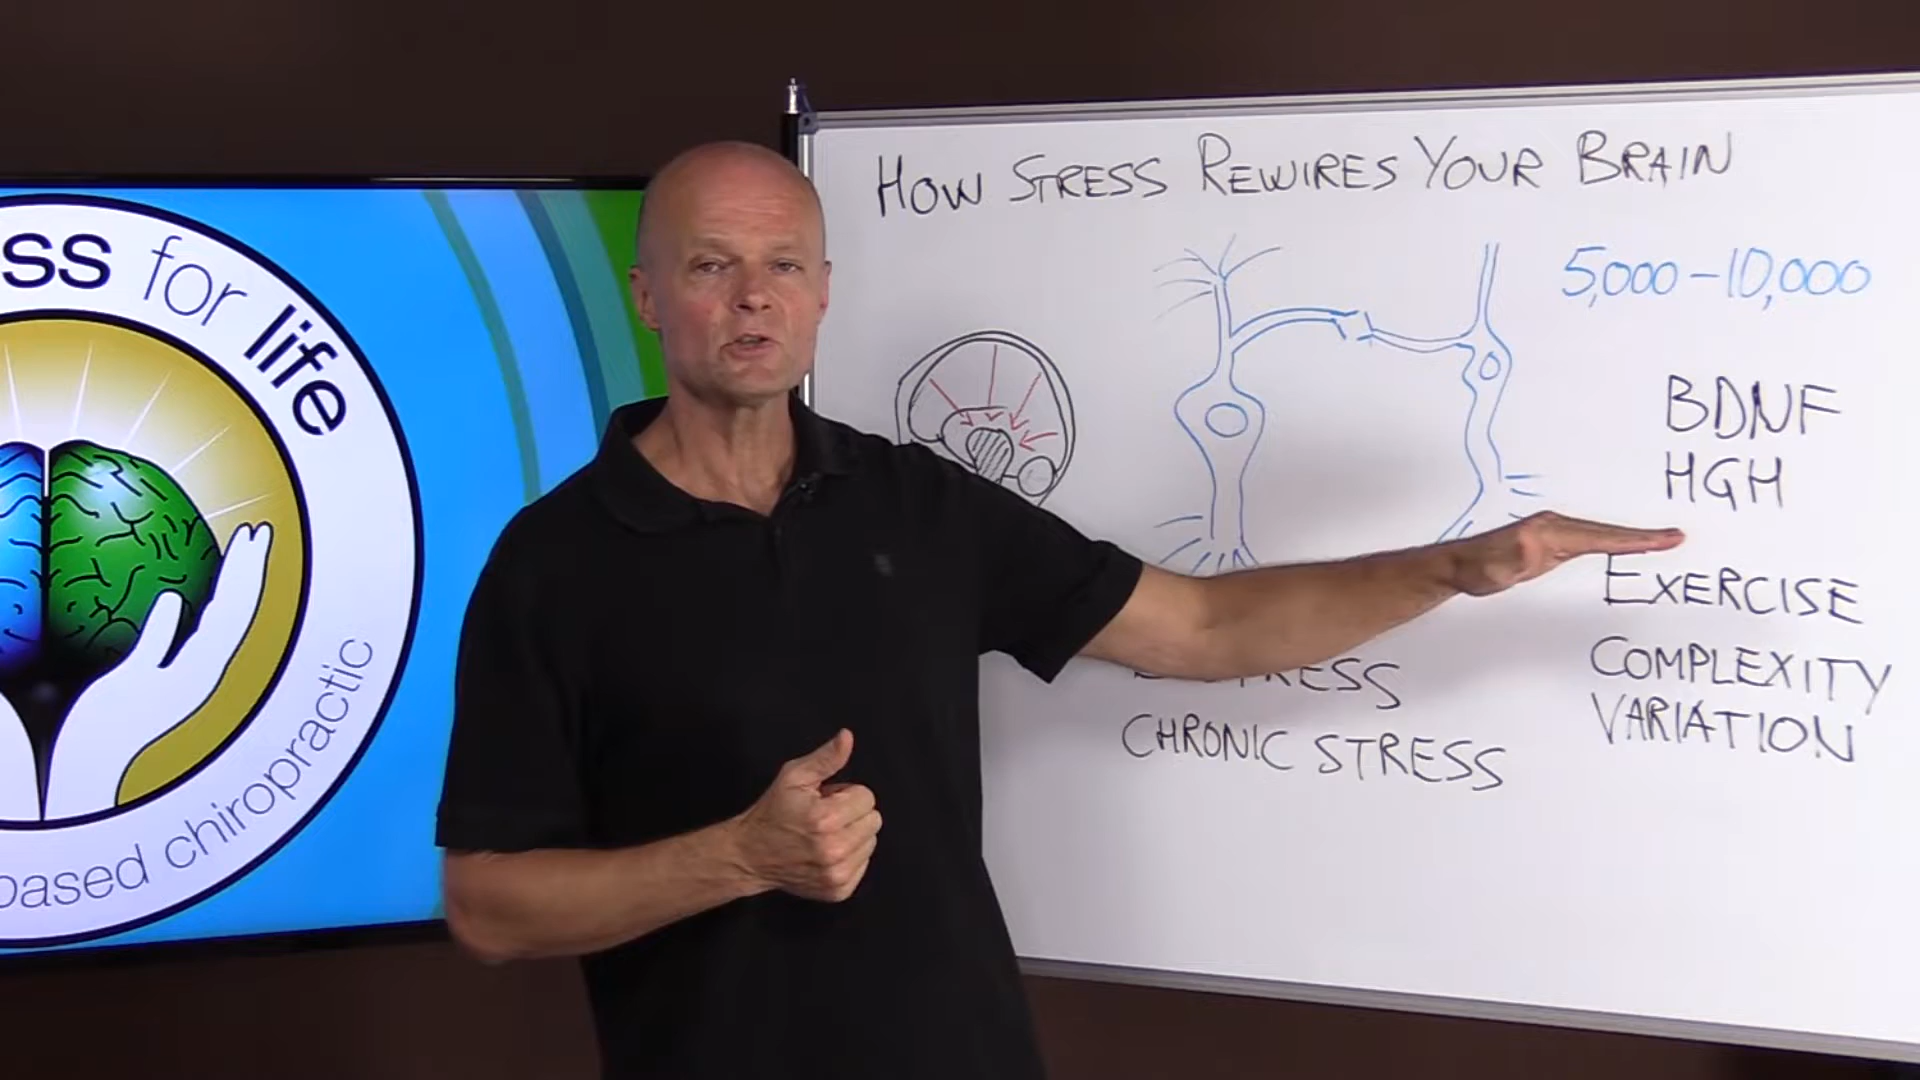 ss for life
based chiropractic
HOW STRESS REWIRES YOUR BRAIN
5,000-10,000
BDNF
HGH
EXERCISE
COMPLEXITY
VARIATION
CHRONIC STRESS